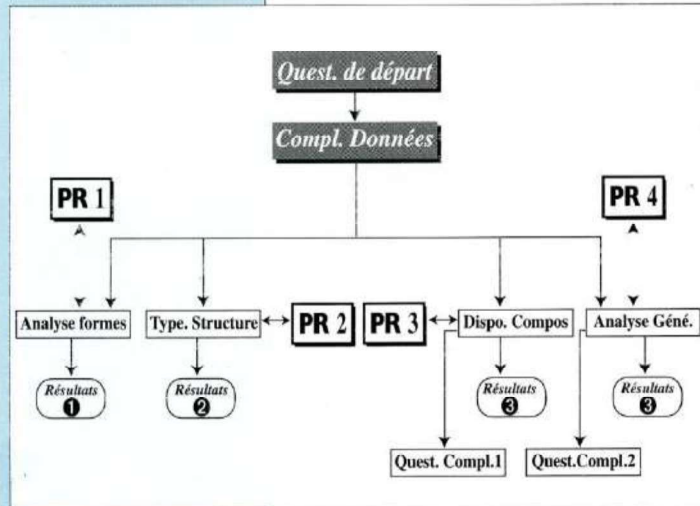 Quest. de départ
Compl. Données
PR 1
PR 4
Analyse formes
Type. Structure
PR 2
PR 3
Dispo. Compos
Analyse Géné.
Résultats
❶
Résultats
❷
Résultats
❸
Résultats
❸
Quest. Compl.1
Quest.Compl.2